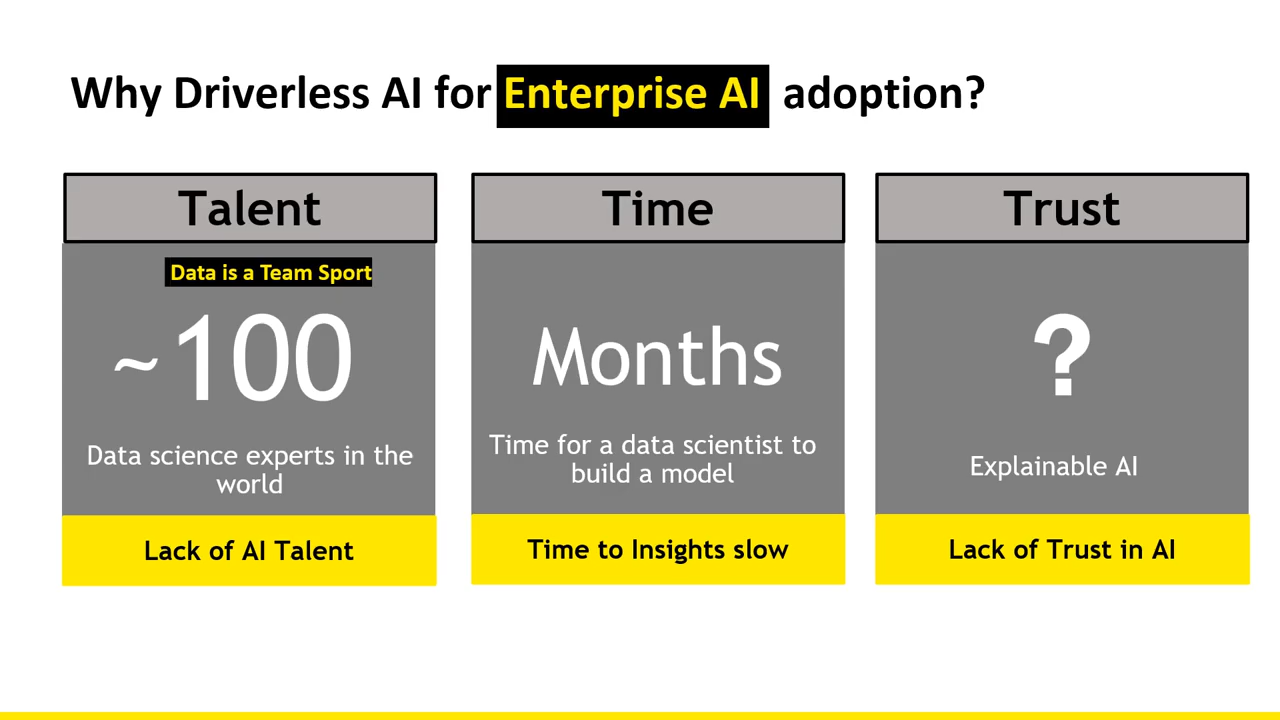 Why Driverless AI for Enterprise AI adoption?
Talent
Data is a Team Sport
~100
Data science experts in the
world
Lack of AI Talent
Time
Months
Time for a data scientist to
build a model
Time to Insights slow
Trust
?
Explainable AI
Lack of Trust in AI